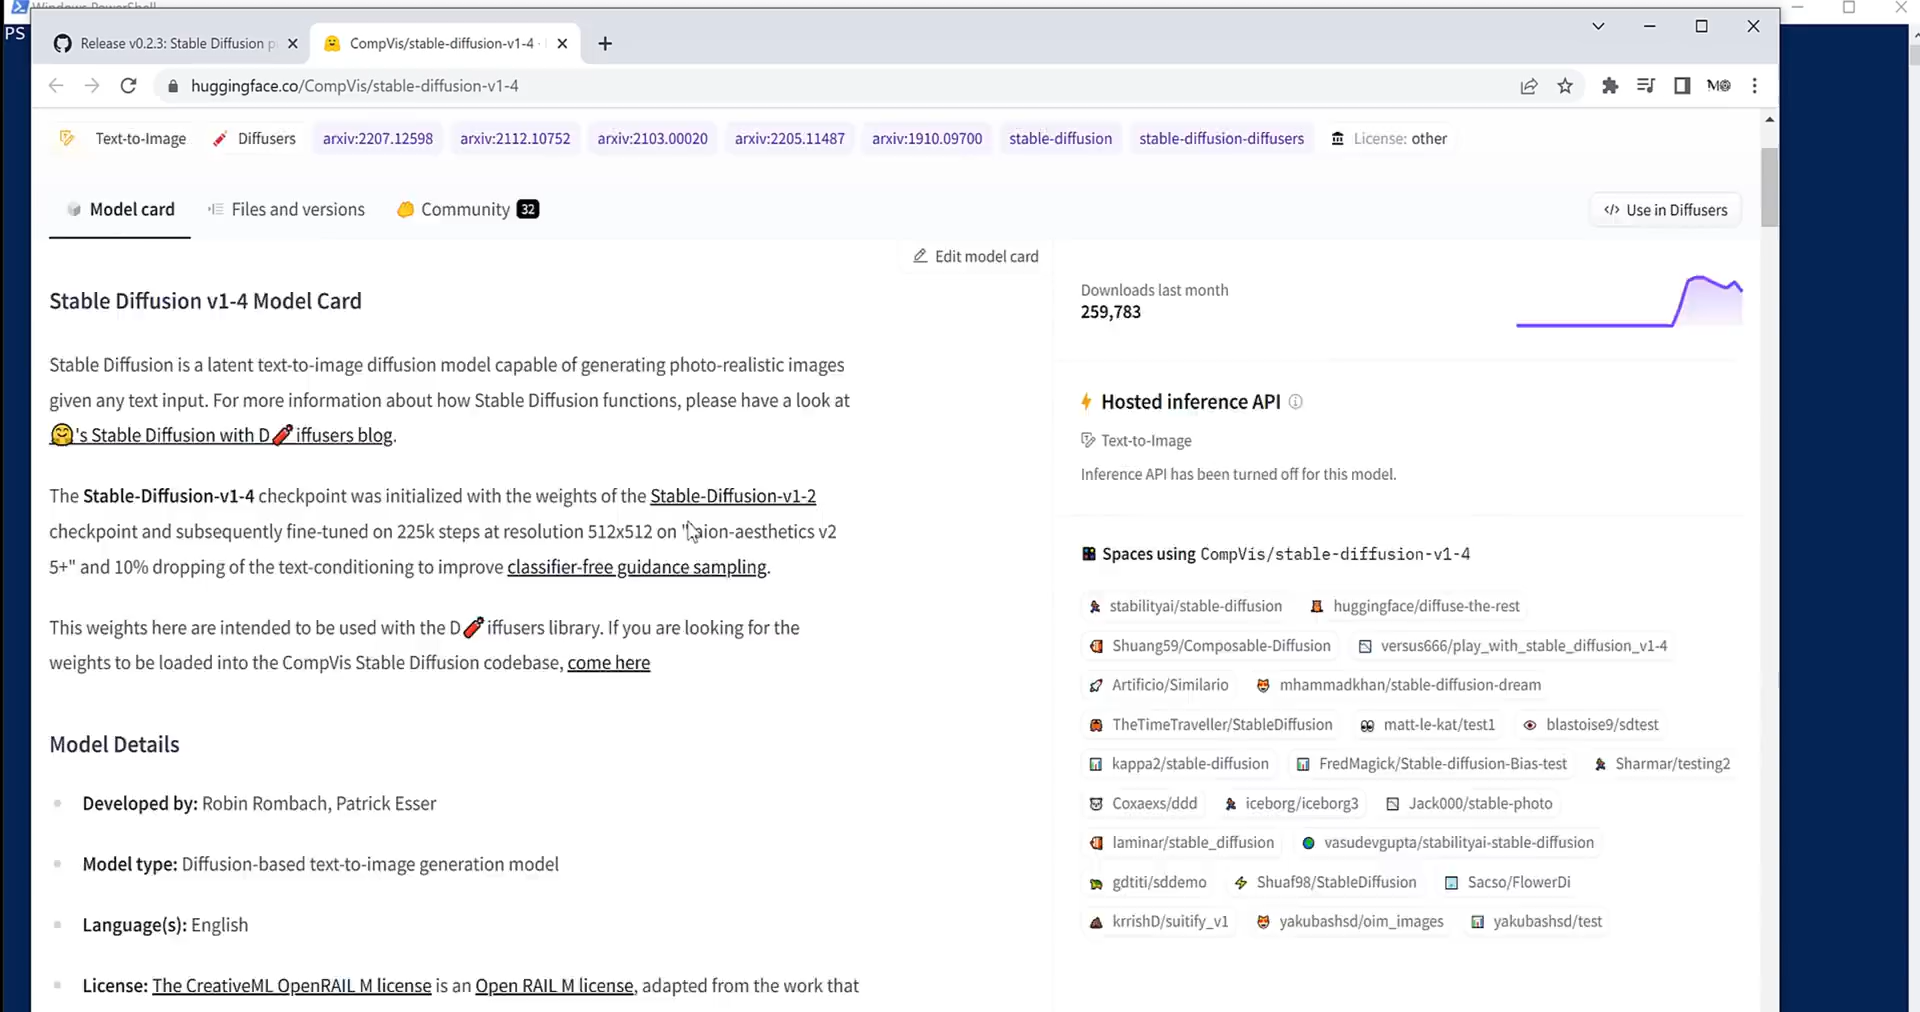 Windows PowerShell
PS
Release v0.2.3: Stable Diffusion p
CompVis/stable-diffusion-v1-4 ·
huggingface.co/CompVis/stable-diffusion-v1-4
Text-to-Image Diffusers arxiv:2207.12598 arxiv:2112.10752 arxiv:2103.00020 arxiv:2205.11487 arxiv:1910.09700 stable-diffusion stable-diffusion-diffusers License: other
Model card Files and versions Community 32 </> Use in Diffusers
Edit model card
Stable Diffusion v1-4 Model Card
Stable Diffusion is a latent text-to-image diffusion model capable of generating photo-realistic images
given any text input. For more information about how Stable Diffusion functions, please have a look at
🤗's Stable Diffusion with D🧨iffusers blog.
The Stable-Diffusion-v1-4 checkpoint was initialized with the weights of the Stable-Diffusion-v1-2
checkpoint and subsequently fine-tuned on 225k steps at resolution 512x512 on "laion-aesthetics v2
5+" and 10% dropping of the text-conditioning to improve classifier-free guidance sampling.
This weights here are intended to be used with the D🧨iffusers library. If you are looking for the
weights to be loaded into the CompVis Stable Diffusion codebase, come here
Model Details
Developed by: Robin Rombach, Patrick Esser
Model type: Diffusion-based text-to-image generation model
Language(s): English
License: The CreativeML OpenRAIL M license is an Open RAIL M license, adapted from the work that
Downloads last month
259,783
Hosted inference API
Text-to-Image
Inference API has been turned off for this model.
Spaces using CompVis/stable-diffusion-v1-4
stabilityai/stable-diffusion huggingface/diffuse-the-rest
Shuang59/Composable-Diffusion versus666/play_with_stable_diffusion_v1-4
Artificio/Similario mhammadkhan/stable-diffusion-dream
TheTimeTraveller/StableDiffusion matt-le-kat/test1 blastoise9/sdtest
kappa2/stable-diffusion FredMagick/Stable-diffusion-Bias-test Sharmar/testing2
Coxaexs/ddd iceborg/iceborg3 Jack000/stable-photo
laminar/stable_diffusion vasudevgupta/stabilityai-stable-diffusion
gdtiti/sddemo Shuaf98/StableDiffusion Sacso/FlowerDi
krrishD/suitify_v1 yakubashsd/oim_images yakubashsd/test